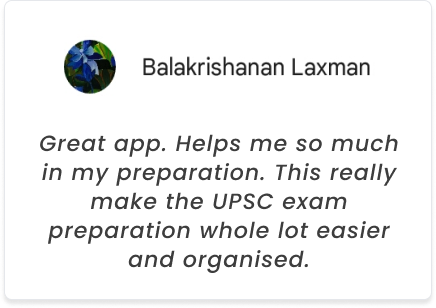 Balakrishanan Laxman
Great app. Helps me so much
in my preparation. This really
make the UPSC exam
preparation whole lot easier
and organised.